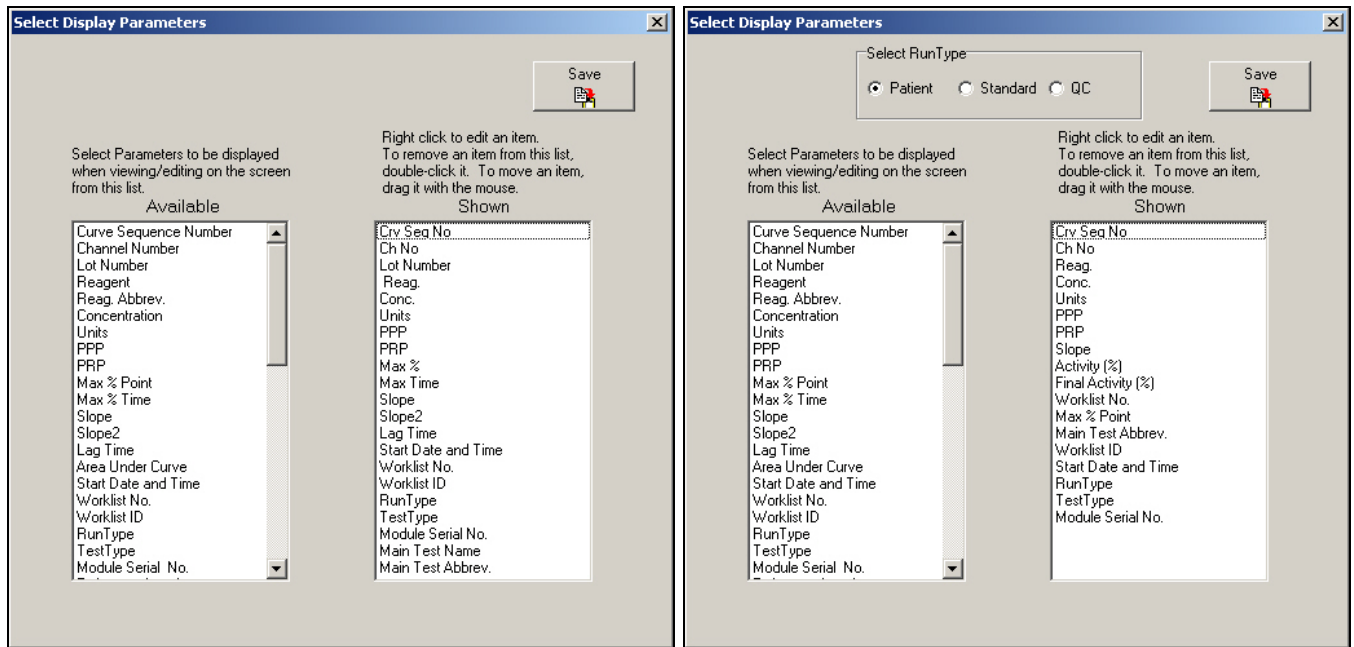 Select Display Parameters
Save
Select Parameters to be displayed
when viewing/editing on the screen
from this list.
Available
Curve Sequence Number
Channel Number
Lot Number
Reagent
Reag. Abbrev.
Concentration
Units
PPP
PRP
Max % Point
Max % Time
Slope
Slope2
Lag Time
Area Under Curve
Start Date and Time
Worklist No.
Worklist ID
RunType
TestType
Module Serial  No.
Right click to edit an item.
To remove an item from this list,
double-click it.  To move an item,
drag it with the mouse.
Shown
Crv Seq No
Ch No
Lot Number
Reag.
Conc.
Units
PPP
PRP
Max %
Max Time
Slope
Slope2
Lag Time
Start Date and Time
Worklist No.
Worklist ID
RunType
TestType
Module Serial No.
Main Test Name
Main Test Abbrev.
Select Display Parameters
Select RunType
Patient
Standard
QC
Save
Select Parameters to be displayed
when viewing/editing on the screen
from this list.
Available
Curve Sequence Number
Channel Number
Lot Number
Reagent
Reag. Abbrev.
Concentration
Units
PPP
PRP
Max % Point
Max % Time
Slope
Slope2
Lag Time
Area Under Curve
Start Date and Time
Worklist No.
Worklist ID
RunType
TestType
Module Serial  No.
Right click to edit an item.
To remove an item from this list,
double-click it.  To move an item,
drag it with the mouse.
Shown
Crv Seq No
Ch No
Reag.
Conc.
Units
PPP
PRP
Slope
Activity (%)
Final Activity (%)
Worklist No.
Max % Point
Main Test Abbrev.
Worklist ID
Start Date and Time
RunType
TestType
Module Serial No.